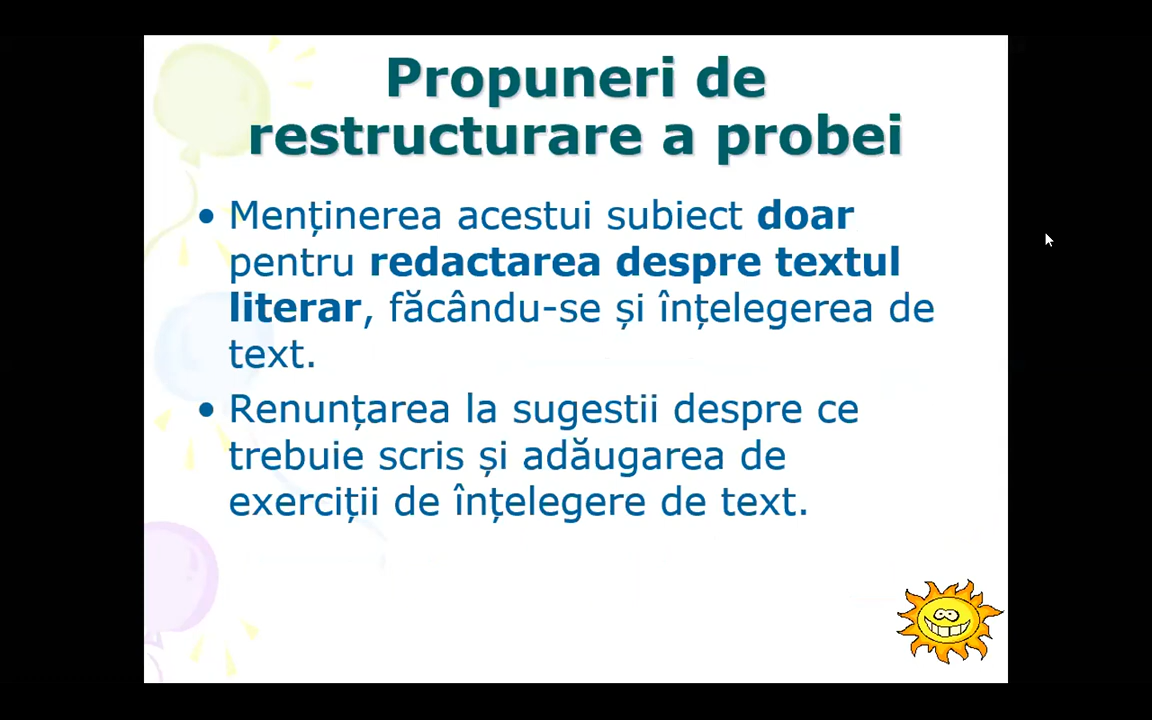 Propuneri de
restructurare a probei
• Menținerea acestui subiect doar
pentru redactarea despre textul
literar, făcându-se și înțelegerea de
text.
• Renunțarea la sugestii despre ce
trebuie scris și adăugarea de
exerciții de înțelegere de text.